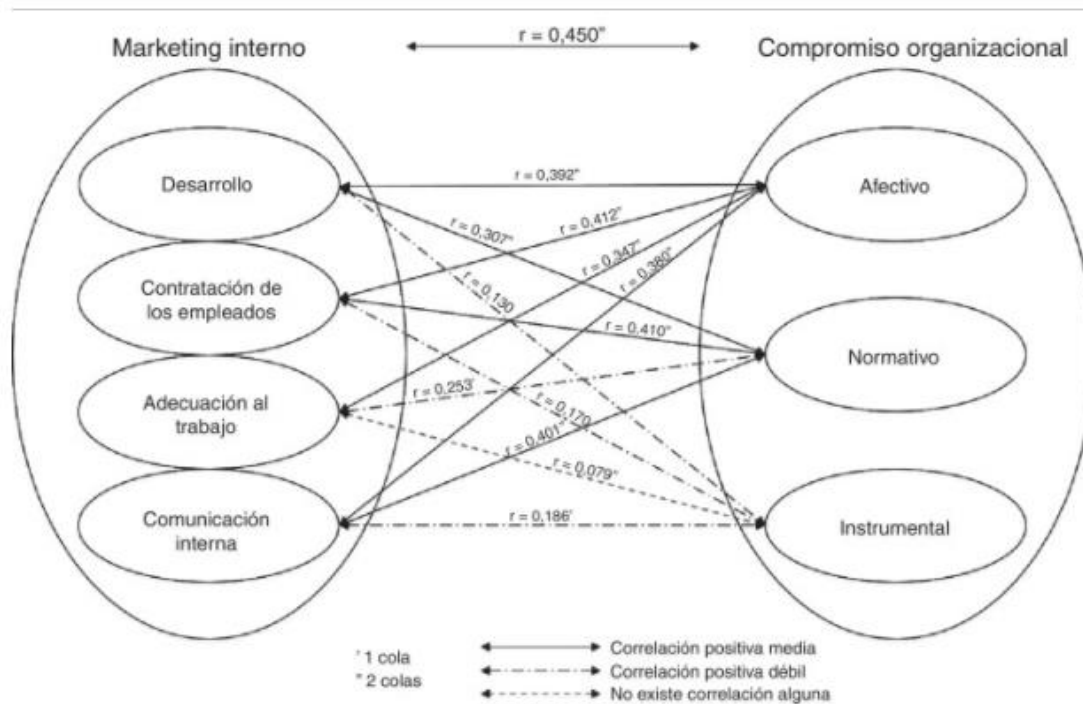 r = 0,450"
Marketing interno
Compromiso organizacional
Desarrollo
r = 0,392"
Afectivo
r = 0,412"
r = 0,307"
r = 0,347"
r = 0,380"
r = 0,130
Contratación de
los empleados
r = 0,410"
Normativo
r = 0,253'
Adecuación al
trabajo
r = 0,170
r = 0,401"
r = 0,079"
Comunicación
interna
r = 0,186'
Instrumental
' 1 cola
" 2 colas
Correlación positiva media
Correlación positiva débil
No existe correlación alguna